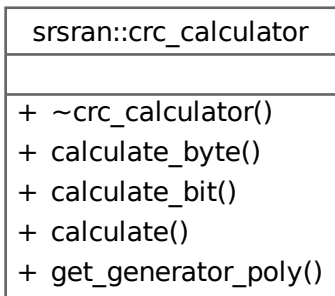 srsran::crc_calculator
+ ~crc_calculator()
+ calculate_byte()
+ calculate_bit()
+ calculate()
+ get_generator_poly()